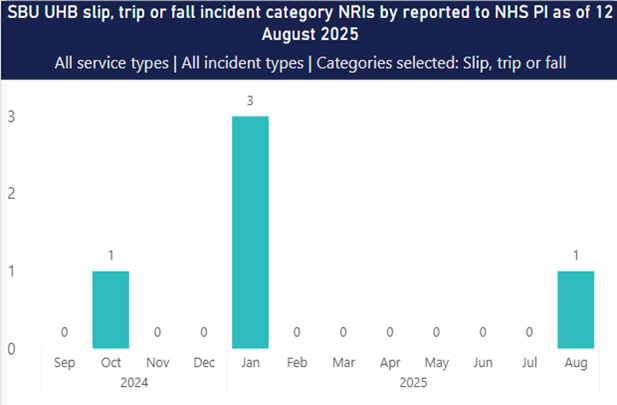 SBU UHB slip, trip or fall incident category NRIs by reported to NHS PI as of 12
August 2025
All service types | All incident types | Categories selected: Slip, trip or fall
3
2
1
0
0 1 0 0 3 0 0 0 0 0 0 1
Sep Oct Nov Dec Jan Feb Mar Apr May Jun Jul Aug
2024 2025